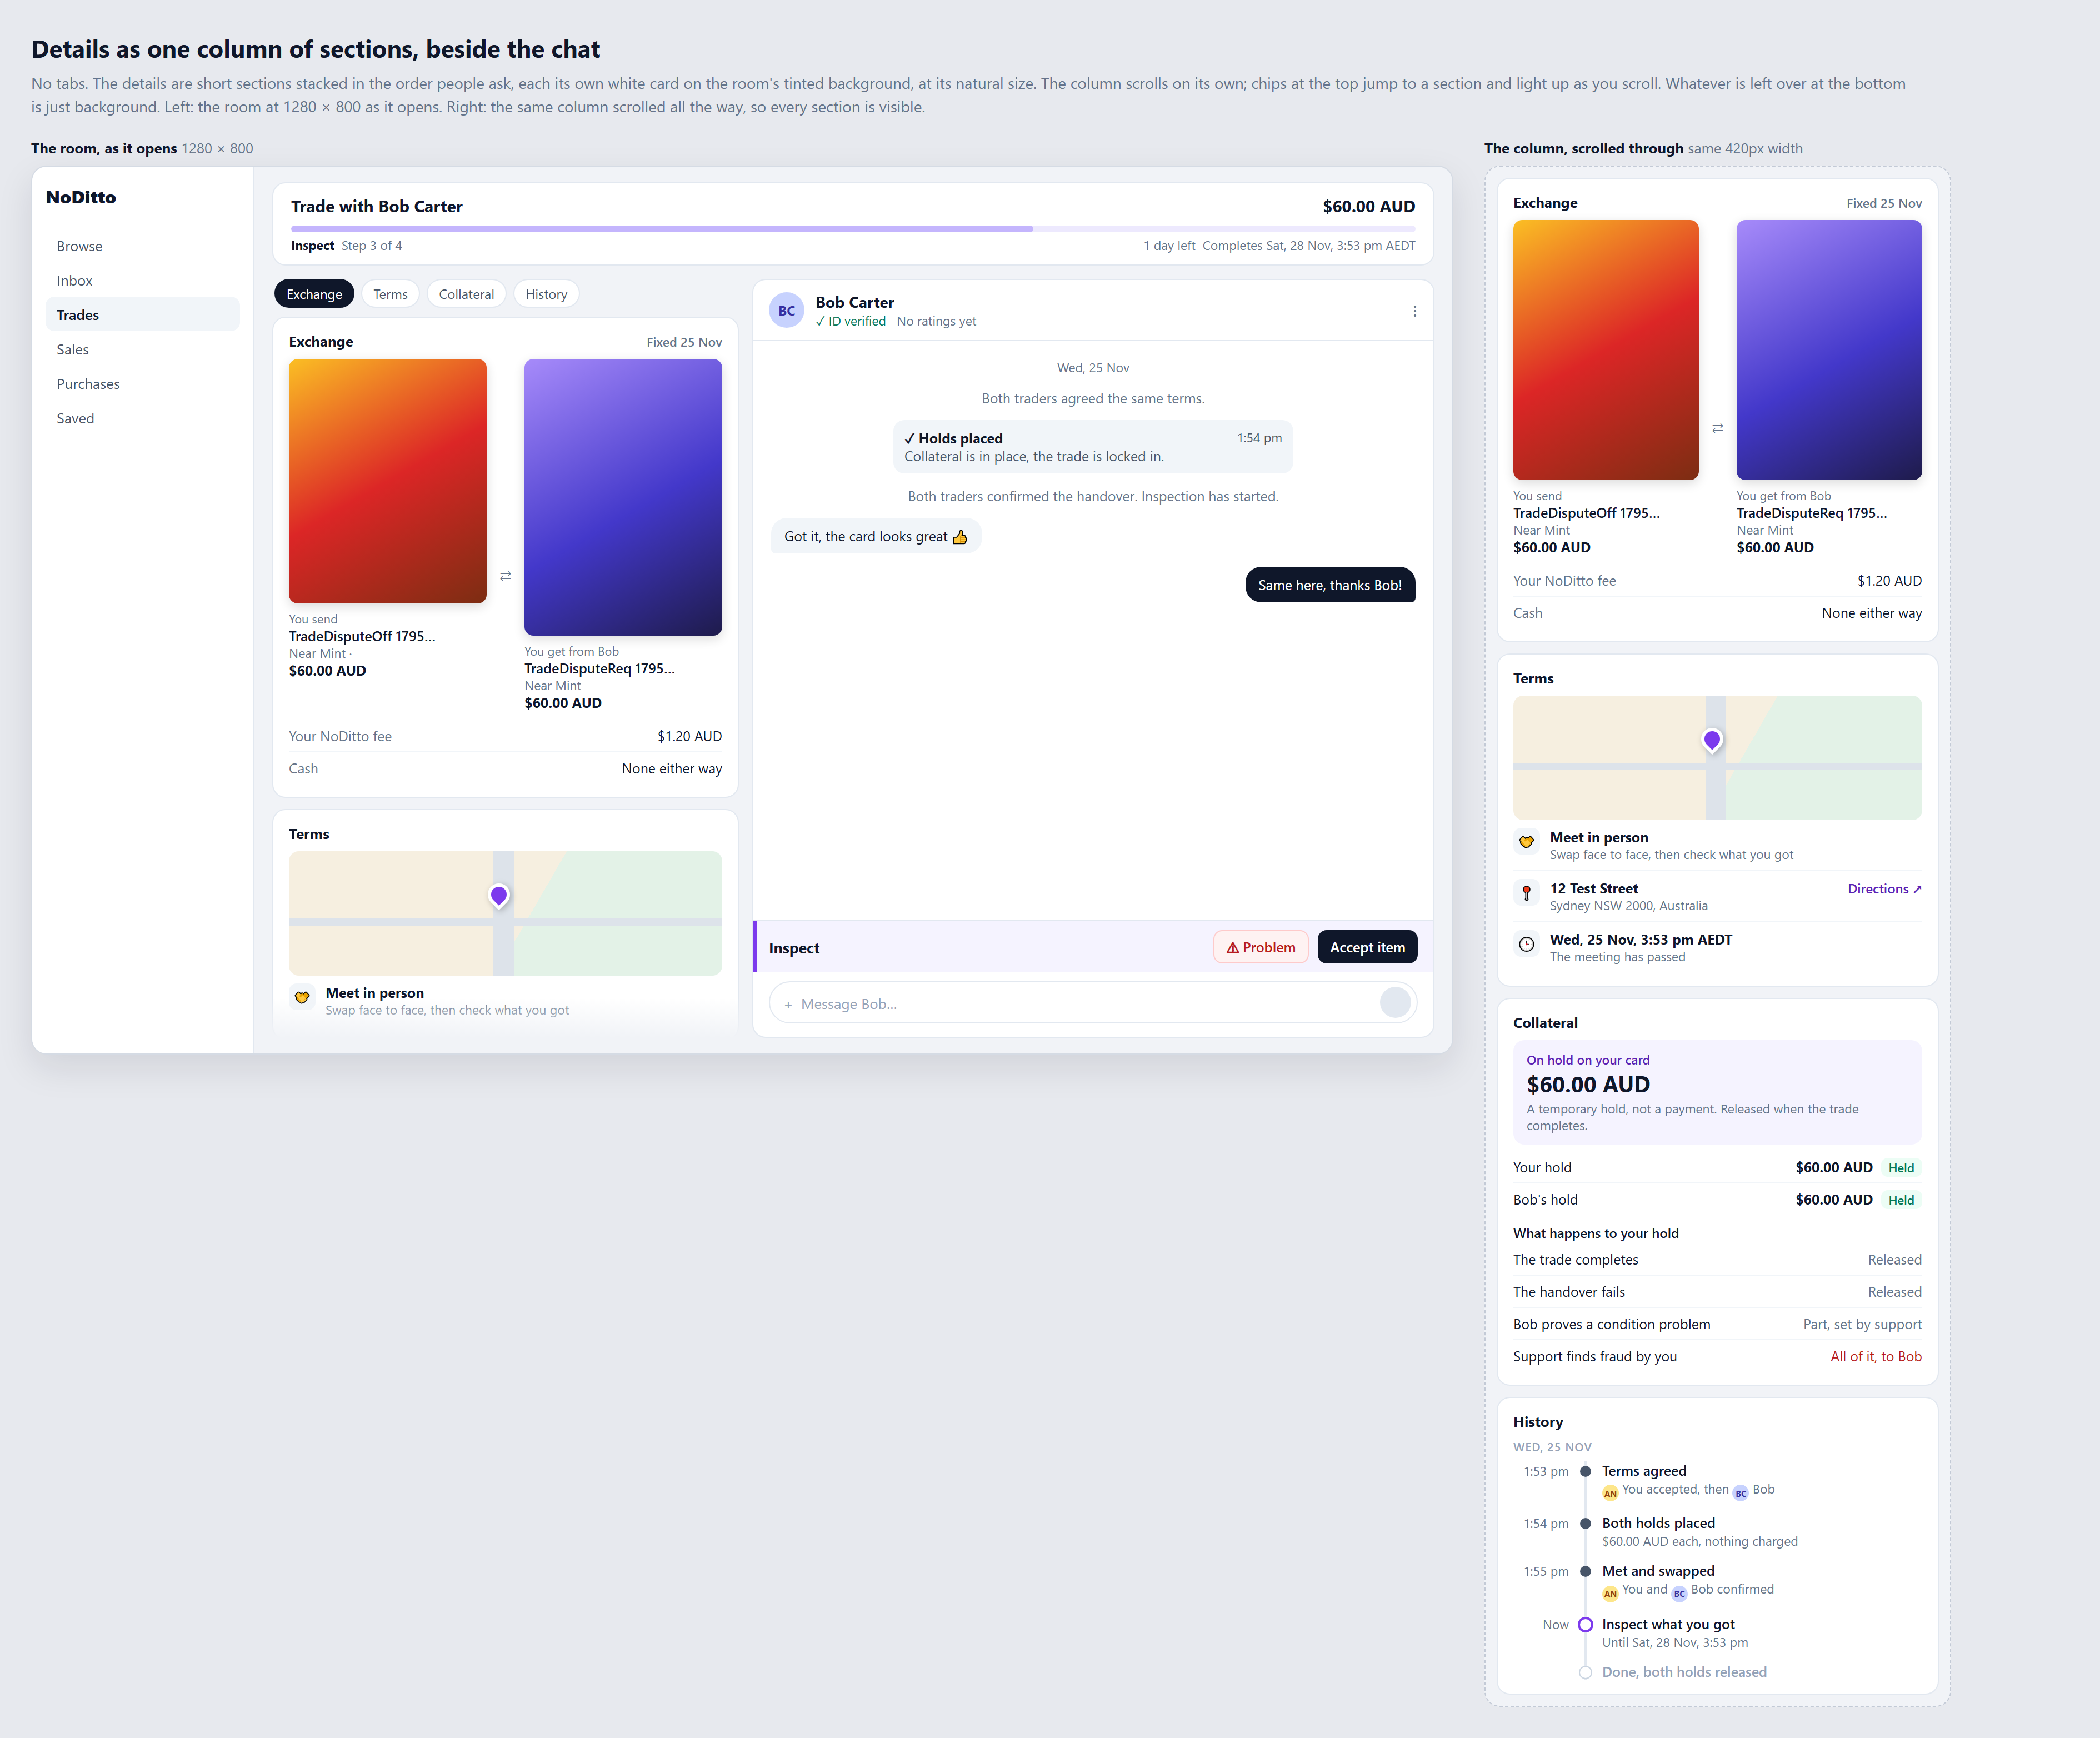 Details as one column of sections, beside the chat
No tabs. The details are short sections stacked in the order people ask, each its own white card on the room's tinted background, at its natural size. The column scrolls on its own; chips at the top jump to a section and light up as you scroll. Whatever is left over at the bottom
is just background. Left: the room at 1280 × 800 as it opens. Right: the same column scrolled all the way, so every section is visible.
The room, as it opens 1280 × 800
NoDitto
Browse
Inbox
Trades
Sales
Purchases
Saved
Trade with Bob Carter
$60.00 AUD
Inspect Step 3 of 4
1 day left Completes Sat, 28 Nov, 3:53 pm AEDT
Exchange
Terms
Collateral
History
Exchange
Fixed 25 Nov
⇄
You send
TradeDisputeOff 1795...
Near Mint ·
$60.00 AUD
You get from Bob
TradeDisputeReq 1795...
Near Mint
$60.00 AUD
Your NoDitto fee
$1.20 AUD
Cash
None either way
Terms
Meet in person
Swap face to face, then check what you got
BC
Bob Carter
✓ ID verified No ratings yet
⋮
Wed, 25 Nov
Both traders agreed the same terms.
✓ Holds placed
1:54 pm
Collateral is in place, the trade is locked in.
Both traders confirmed the handover. Inspection has started.
Got it, the card looks great 👍
Same here, thanks Bob!
Inspect
⚠ Problem
Accept item
+ Message Bob...
The column, scrolled through same 420px width
Exchange
Fixed 25 Nov
⇄
You send
TradeDisputeOff 1795...
Near Mint
$60.00 AUD
You get from Bob
TradeDisputeReq 1795...
Near Mint
$60.00 AUD
Your NoDitto fee
$1.20 AUD
Cash
None either way
Terms
Meet in person
Swap face to face, then check what you got
12 Test Street
Directions ↗
Sydney NSW 2000, Australia
Wed, 25 Nov, 3:53 pm AEDT
The meeting has passed
Collateral
On hold on your card
$60.00 AUD
A temporary hold, not a payment. Released when the trade
completes.
Your hold
$60.00 AUD Held
Bob's hold
$60.00 AUD Held
What happens to your hold
The trade completes
Released
The handover fails
Released
Bob proves a condition problem
Part, set by support
Support finds fraud by you
All of it, to Bob
History
WED, 25 NOV
1:53 pm
Terms agreed
AN You accepted, then BC Bob
1:54 pm
Both holds placed
$60.00 AUD each, nothing charged
1:55 pm
Met and swapped
AN You and BC Bob confirmed
Now
Inspect what you got
Until Sat, 28 Nov, 3:53 pm
Done, both holds released